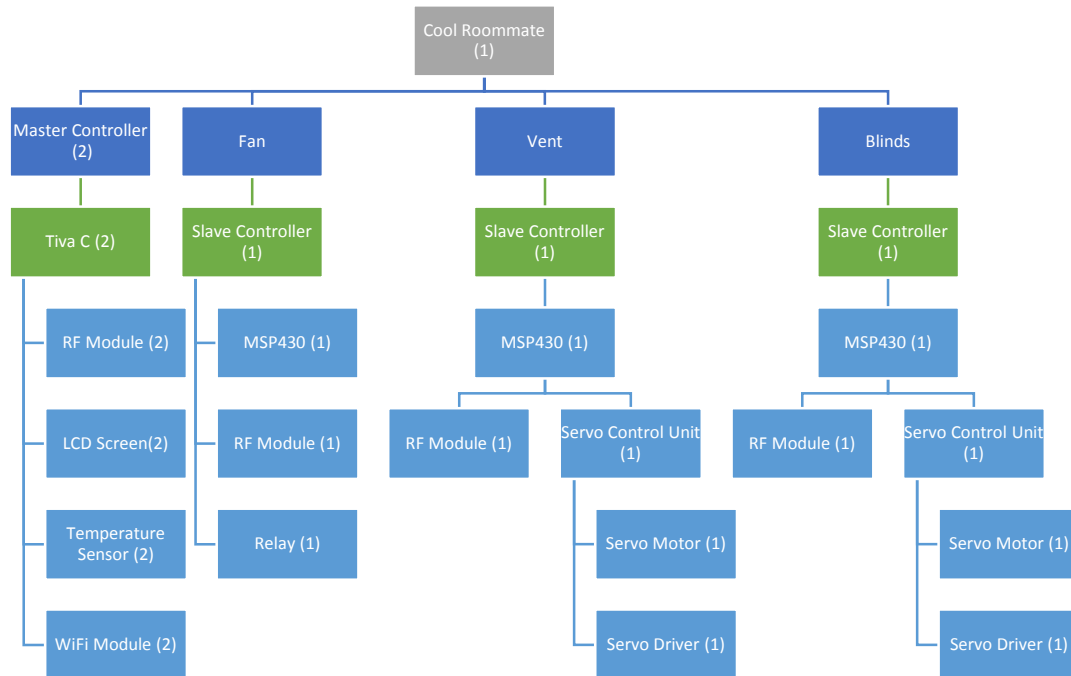 Cool Roommate
(1)
Master Controller
(2)
Fan
Vent
Blinds
Tiva C (2)
Slave Controller
(1)
Slave Controller
(1)
Slave Controller
(1)
RF Module (2)
MSP430 (1)
MSP430 (1)
MSP430 (1)
LCD Screen(2)
RF Module (1)
RF Module (1)
Servo Control Unit
(1)
RF Module (1)
Servo Control Unit
(1)
Temperature
Sensor (2)
Relay (1)
Servo Motor (1)
Servo Motor (1)
WiFi Module (2)
Servo Driver (1)
Servo Driver (1)